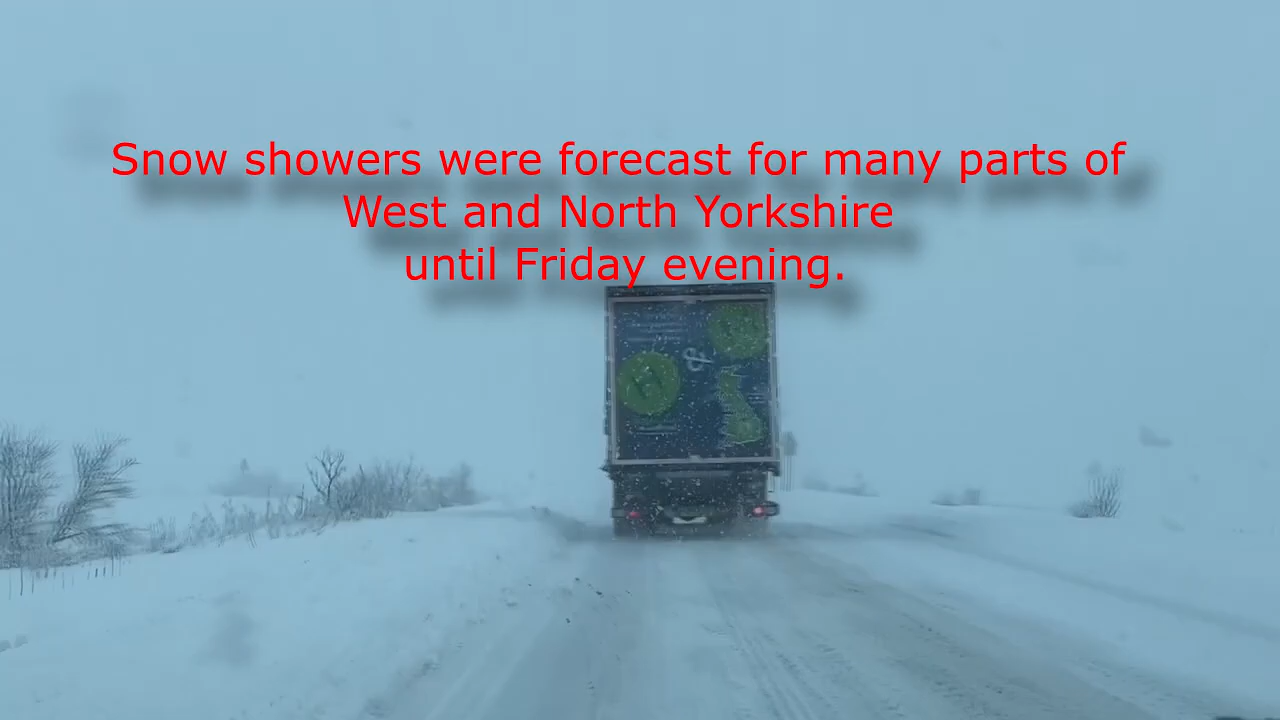 Snow showers were forecast for many parts of
West and North Yorkshire
until Friday evening.
H
H
&